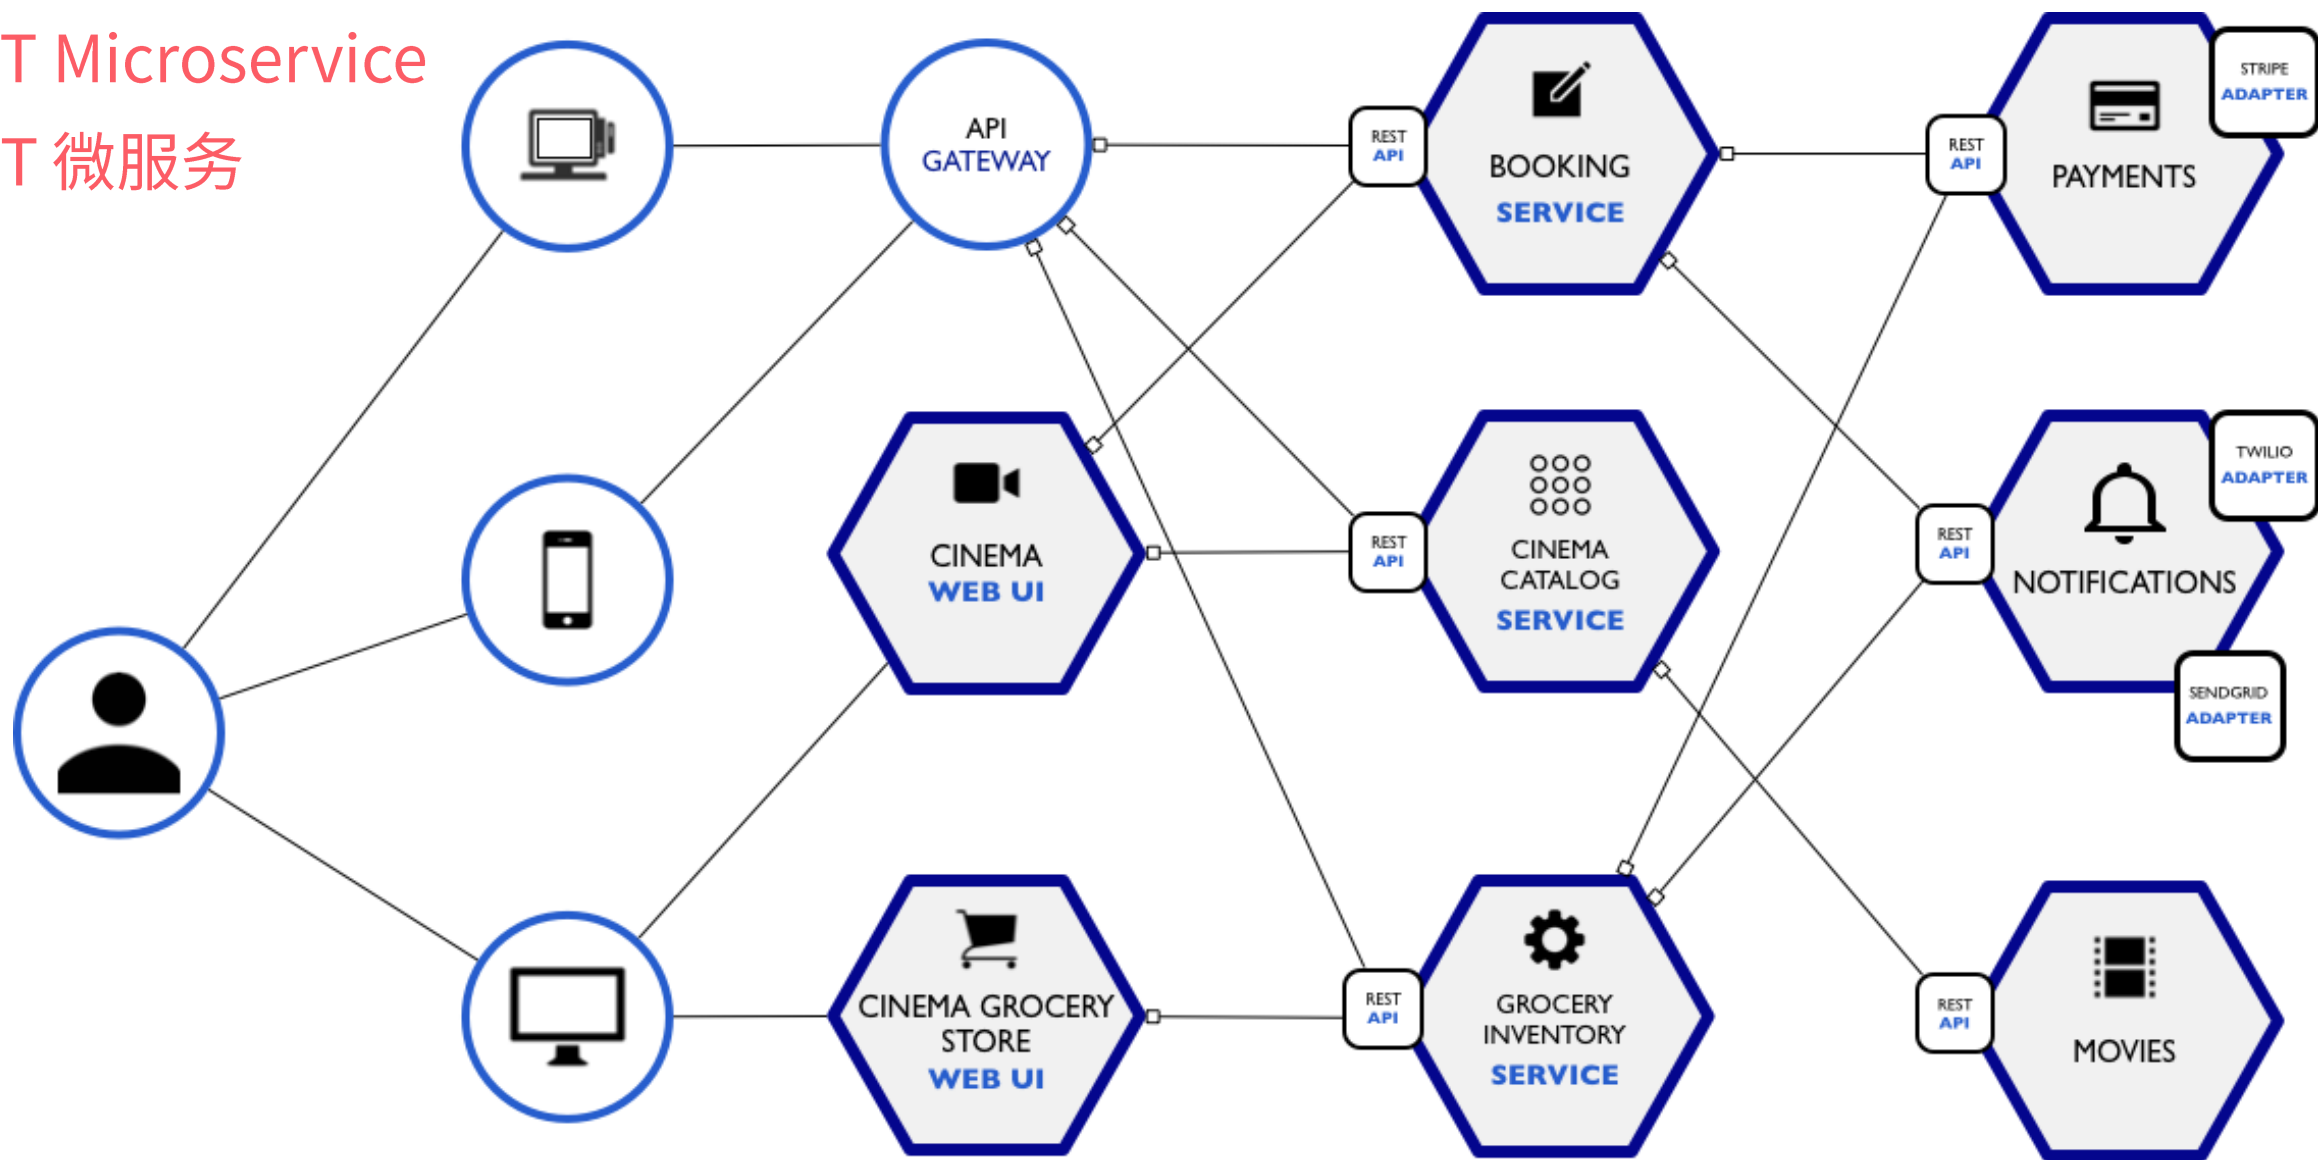 T Microservice
T 微服务
API
GATEWAY
REST
API
BOOKING
SERVICE
REST
API
PAYMENTS
STRIPE
ADAPTER
CINEMA
WEB UI
REST
API
CINEMA
CATALOG
SERVICE
REST
API
NOTIFICATIONS
TWILIO
ADAPTER
SENDGRID
ADAPTER
CINEMA GROCERY
STORE
WEB UI
REST
API
GROCERY
INVENTORY
SERVICE
REST
API
MOVIES